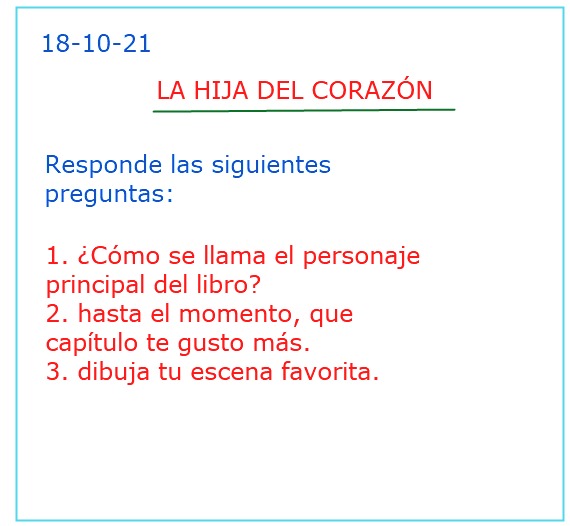 18-10-21
LA HIJA DEL CORAZÓN
Responde las siguientes
preguntas:
1. ¿Cómo se llama el personaje
principal del libro?
2. hasta el momento, que
capítulo te gusto más.
3. dibuja tu escena favorita.